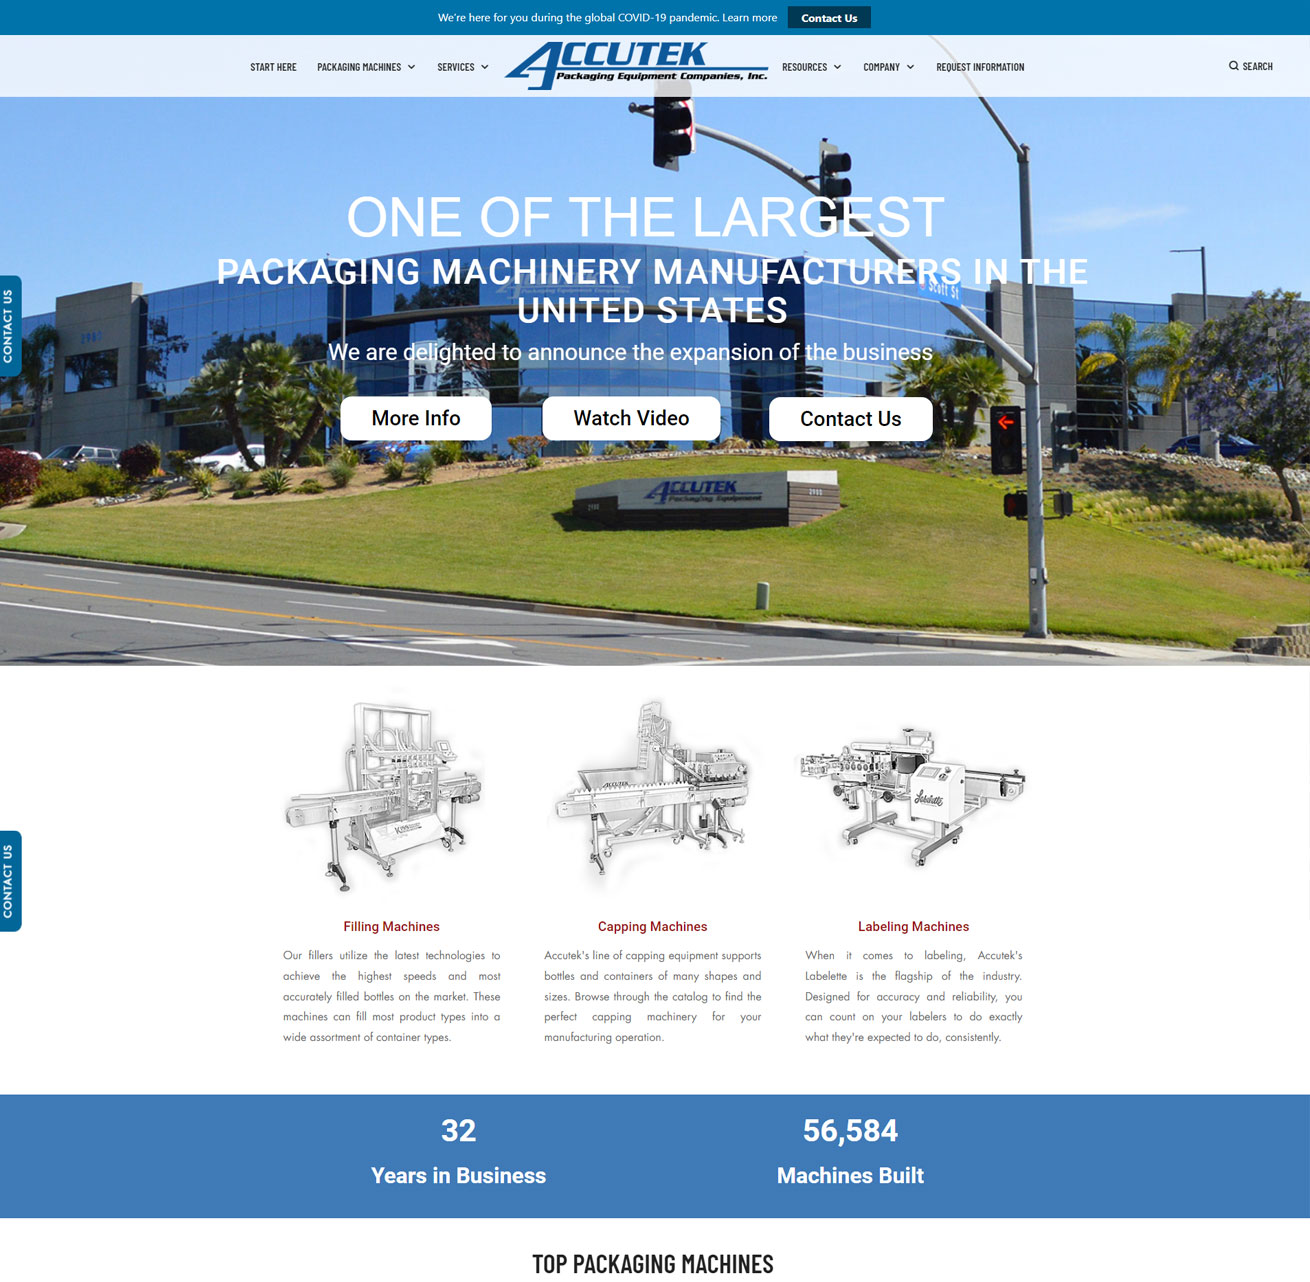 We're here for you during the global COVID-19 pandemic. Learn more Contact Us
START HERE PACKAGING MACHINES SERVICES ACCUTEK RESOURCES COMPANY REQUEST INFORMATION SEARCH
Packaging Equipment Companies, Inc.
ONE OF THE LARGEST
PACKAGING MACHINERY MANUFACTURERS IN THE
Scott St
UNITED STATES
CONTACT US
We are delighted to announce the expansion of the business
More Info Watch Video Contact Us
ACCUTEK
Packaging Equipment
ACCUTEK
Labelette
CONTACT US
Filling Machines
Our fillers utilize the latest technologies to
achieve the highest speeds and most
accurately filled bottles on the market. These
machines can fill most product types into a
wide assortment of container types.
Capping Machines
Accutek's line of capping equipment supports
bottles and containers of many shapes and
sizes. Browse through the catalog to find the
perfect capping machinery for your
manufacturing operation.
Labeling Machines
When it comes to labeling, Accutek's
Labelette is the flagship of the industry.
Designed for accuracy and reliability, you
can count on your labelers to do exactly
what they're expected to do, consistently.
32
Years in Business
56,584
Machines Built
TOP PACKAGING MACHINES